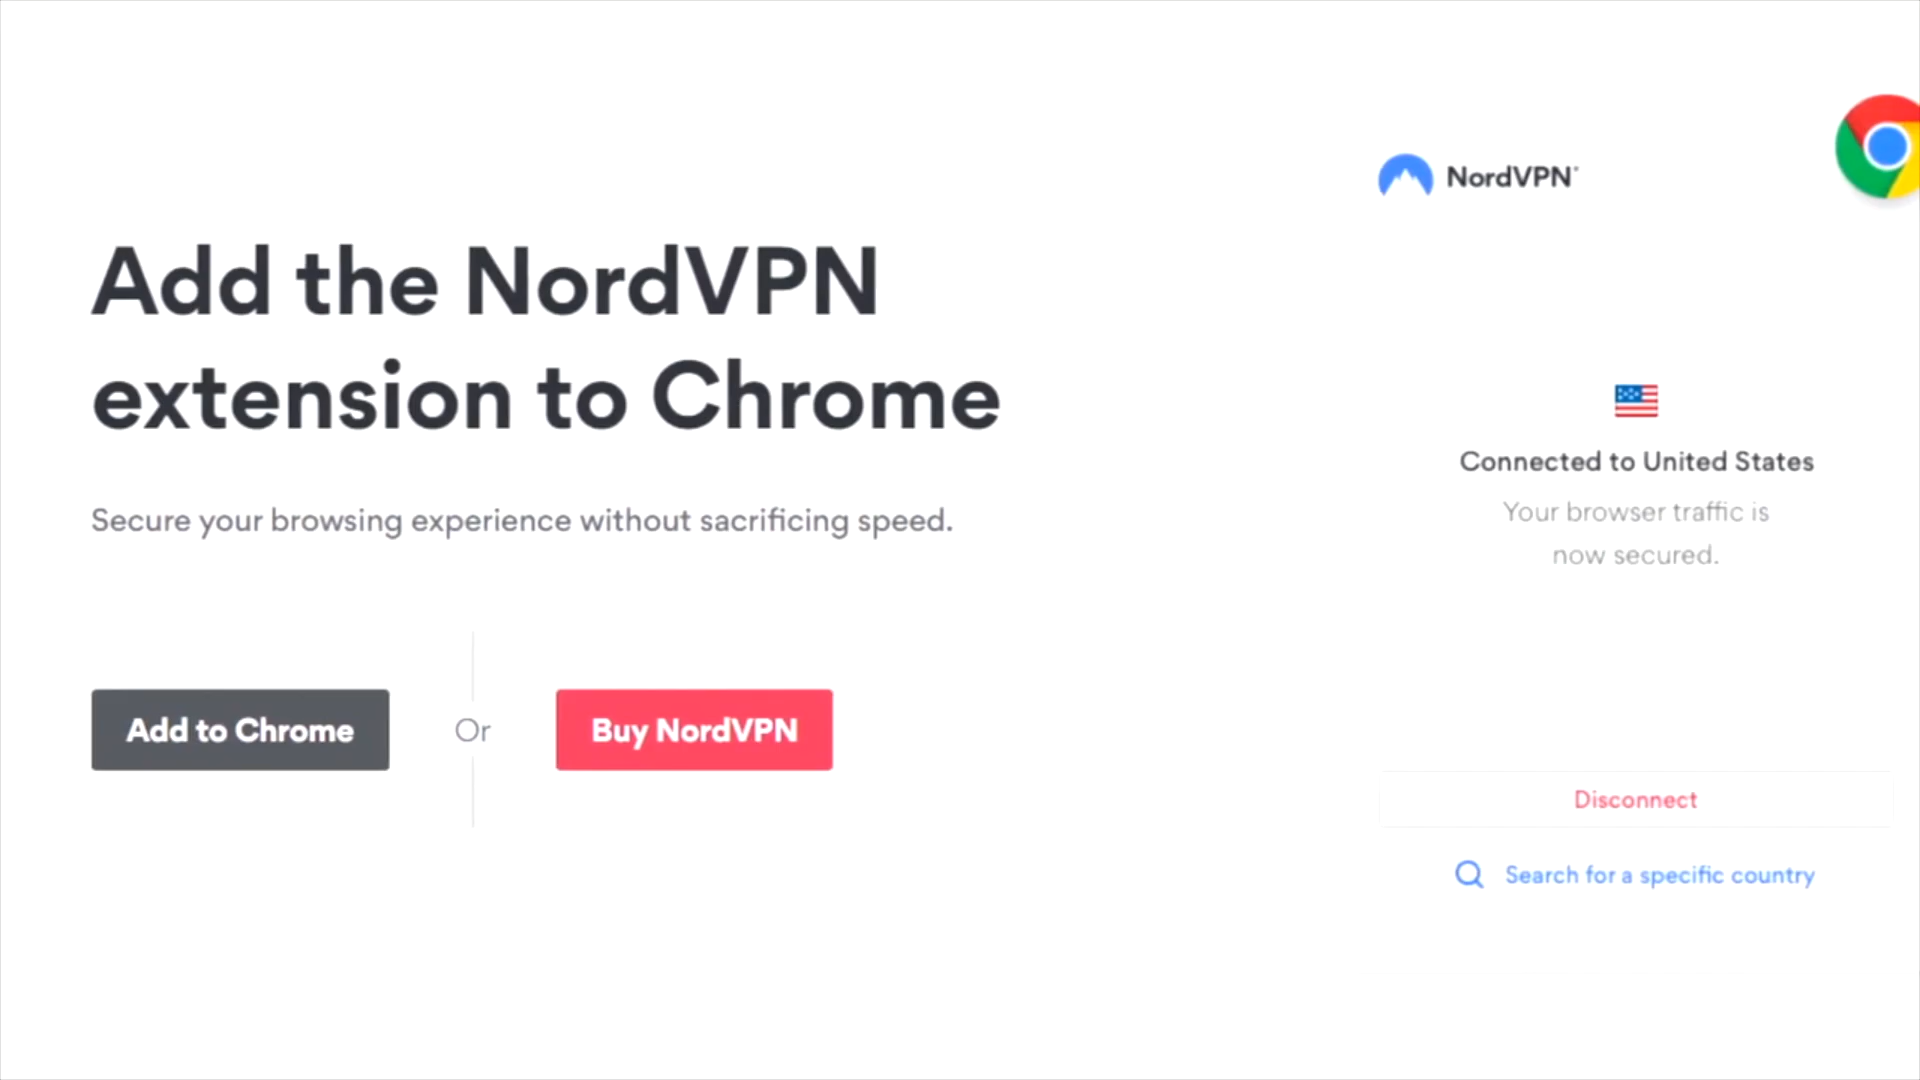 NordVPN
Add the NordVPN
extension to Chrome
Secure your browsing experience without sacrificing speed.
Add to Chrome
Or
Buy NordVPN
Connected to United States
Your browser traffic is
now secured.
Disconnect
Search for a specific country